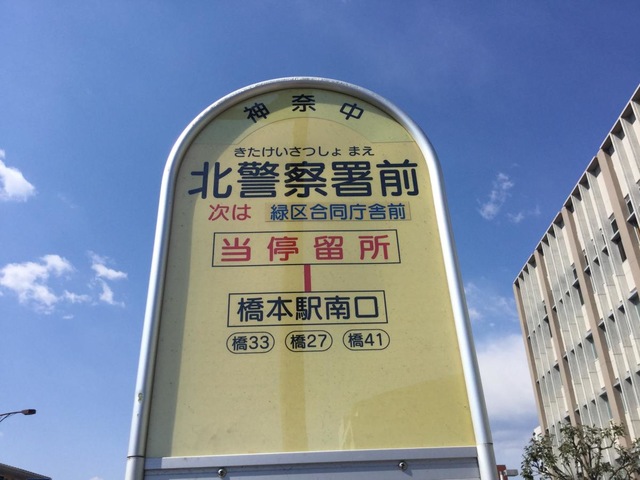 神奈中
きたけいさつしょ まえ
北警察署前
次は 緑区合同庁舎前
当停留所
橋本駅南口
橋33 橋27 橋41